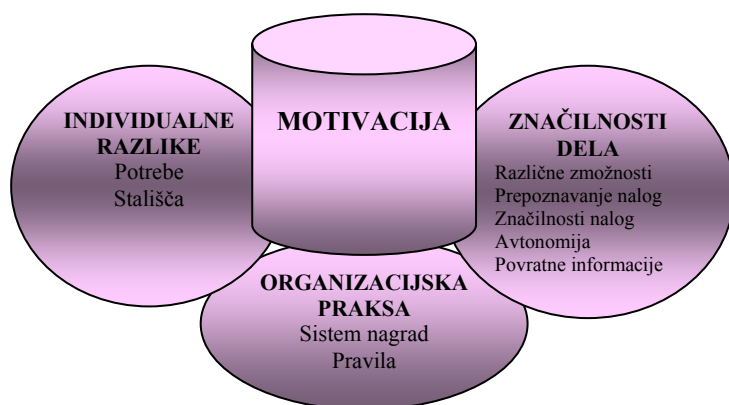 MOTIVACIJA
INDIVIDUALNE
RAZLIKE
Potrebe
Stališča
ZNAČILNOSTI
DELA
Različne zmožnosti
Prepoznavanje nalog
Značilnosti nalog
Avtonomija
Povratne informacije
ORGANIZACIJSKA
PRAKSA
Sistem nagrad
Pravila